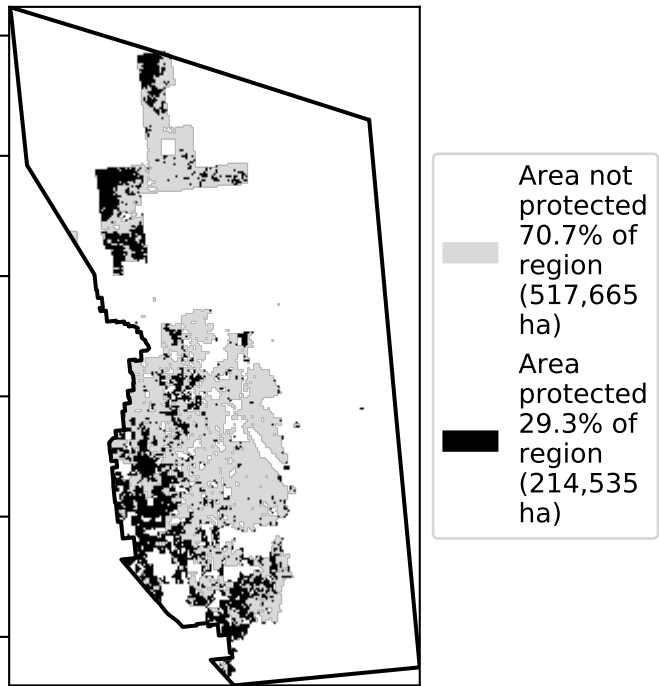 Area not
protected
70.7% of
region
(517,665
ha)
Area
protected
29.3% of
region
(214,535
ha)